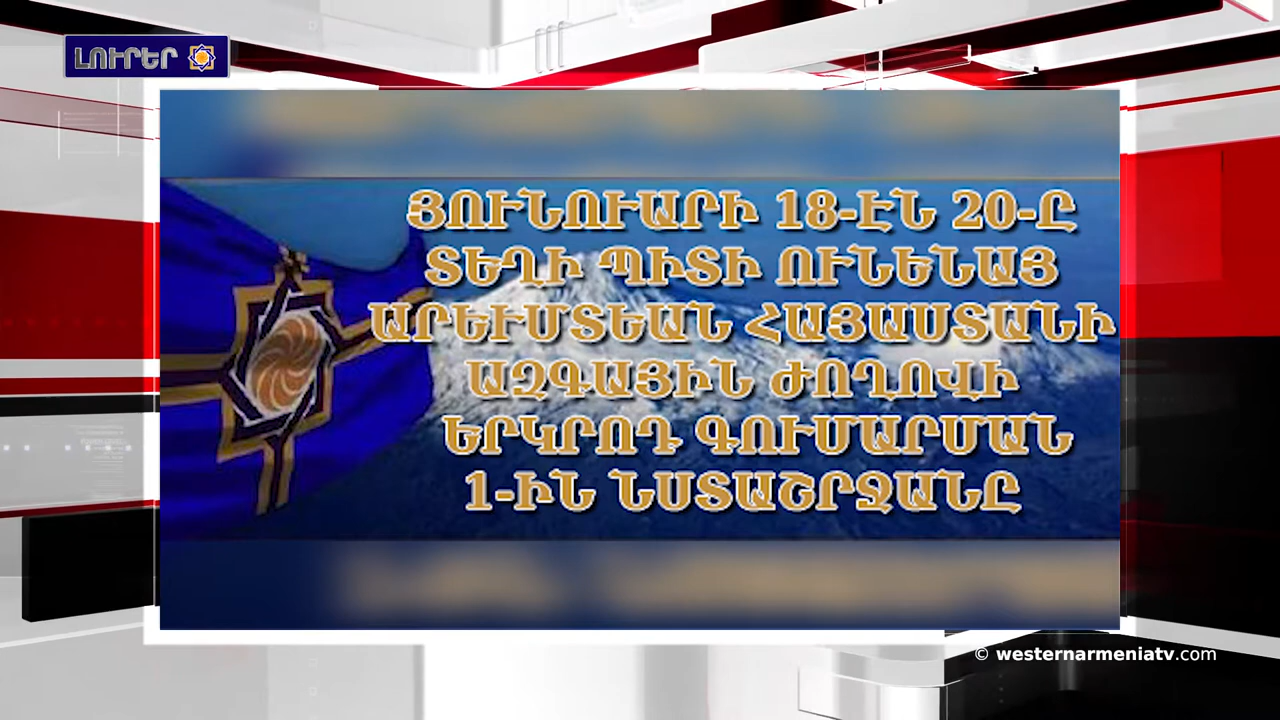 ԼՈՒՐԵՐ
ՅՈՒՆՈՒԱՐԻ 18-ԷՆ 20-Ը
ՏԵՂԻ ՊԻՏԻ ՈՒՆԵՆԱՅ
ԱՐԵՒՄՏԵԱՆ ՀԱՅԱՍՏԱՆԻ
ԱԶԳԱՅԻՆ ԺՈՂՈՎԻ
ԵՐԿՐՈԴ ԳՈՒՄԱՐՄԱՆ
1-ԻՆ ՆՍՏԱՇՐՋԱՆԸ
© westernarmeniatv.com